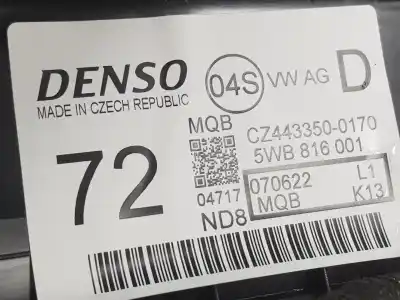 DENSO 04S VW AG D
MADE IN CZECH REPUBLIC
MQB CZ443350-0170
72 5WB 816 001
070622 L1
04717 MQB K13
ND8